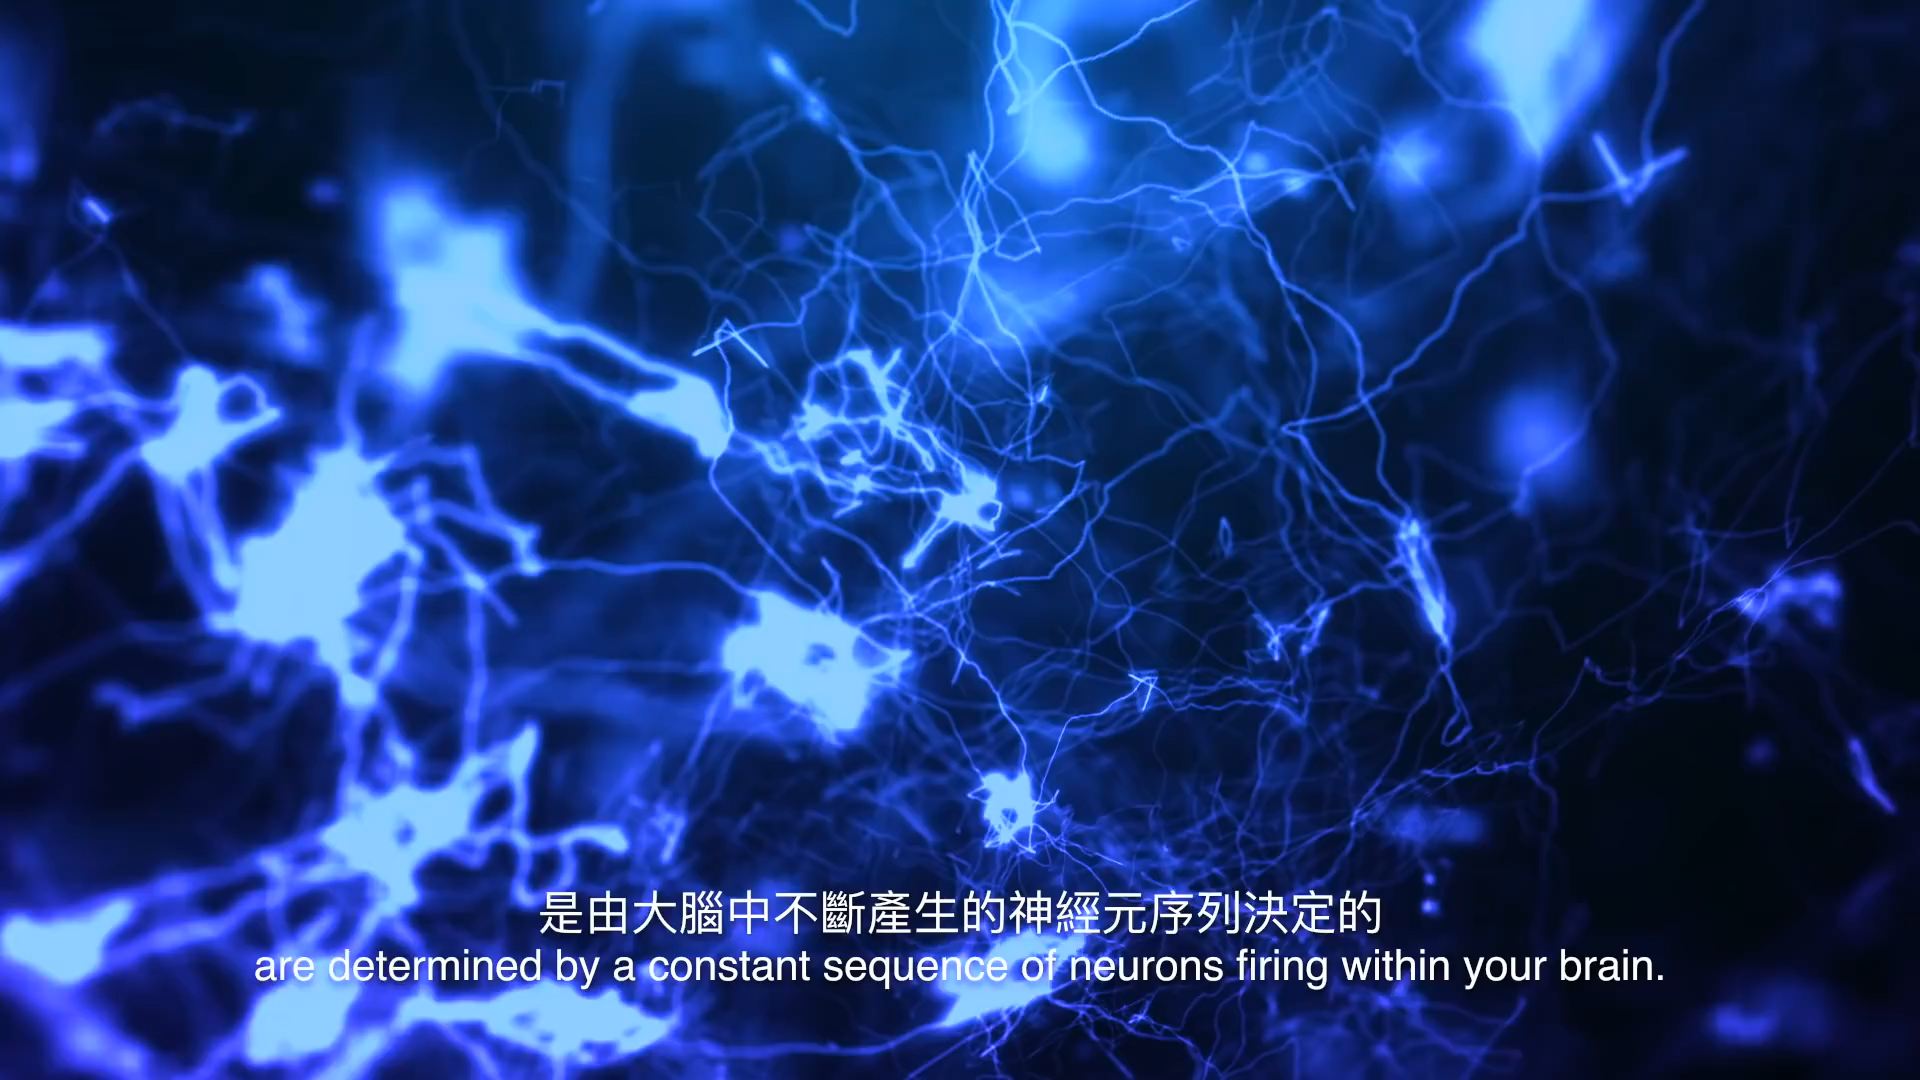 是由大腦中不斷產生的神經元序列決定的
are determined by a constant sequence of neurons firing within your brain.